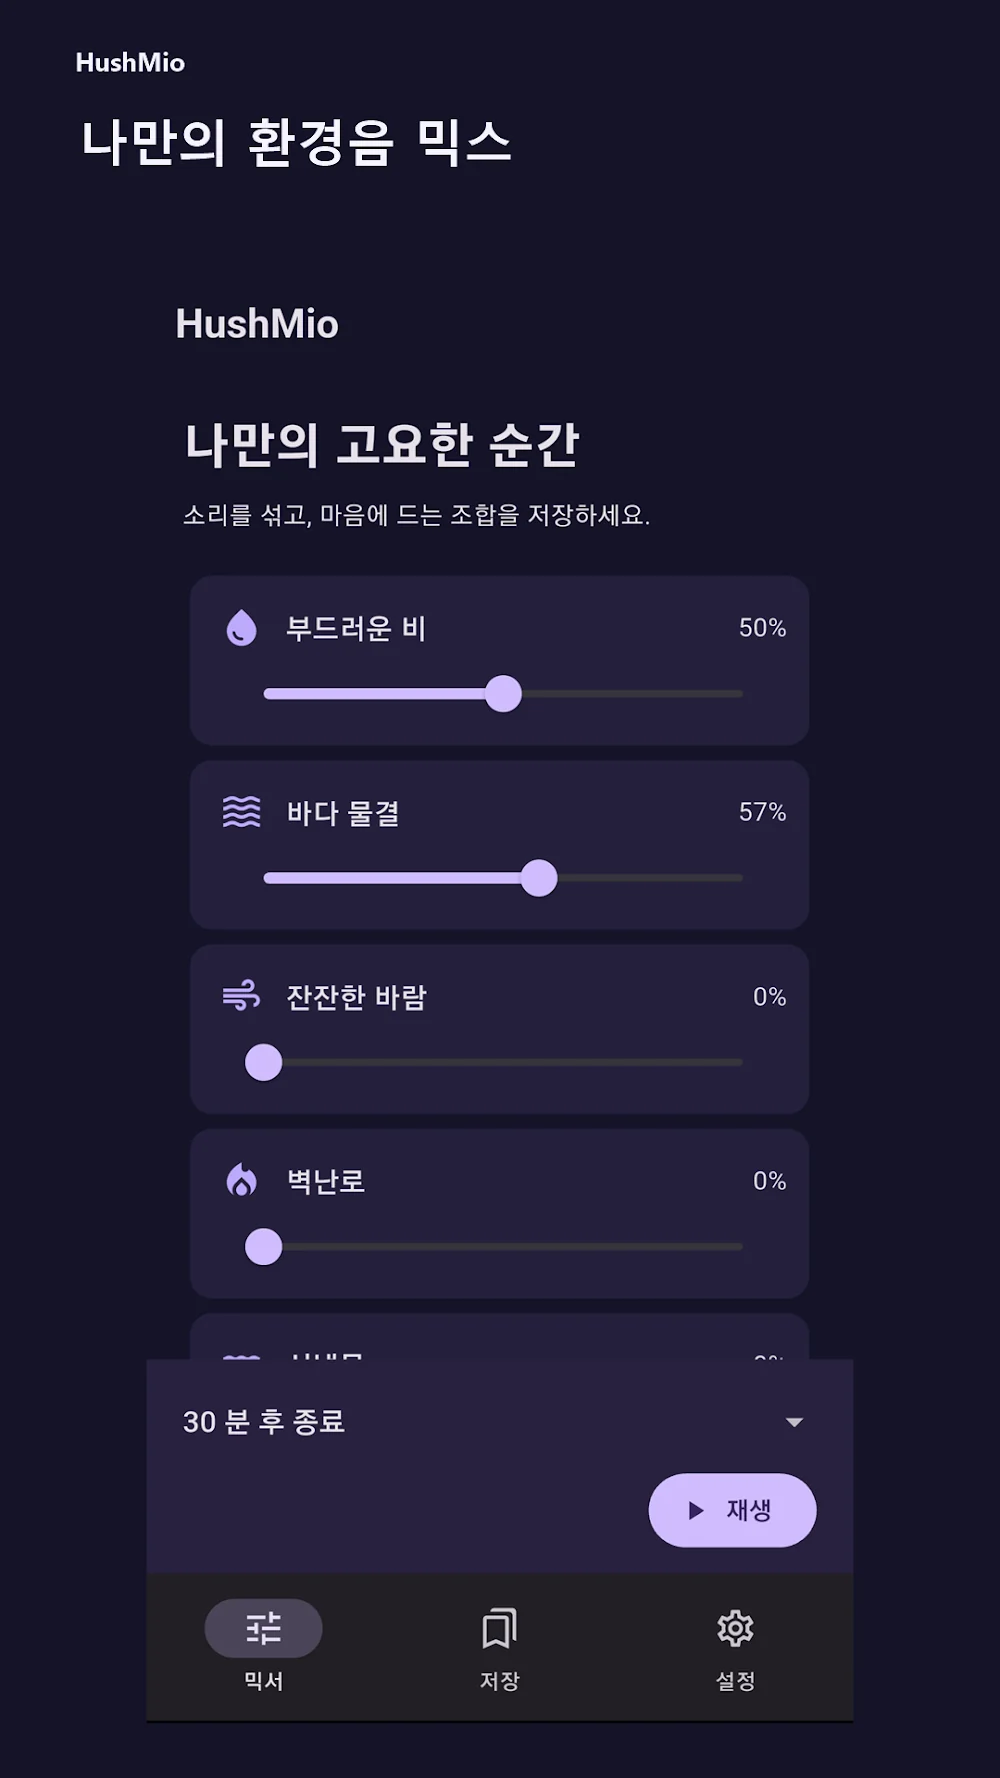 HushMio
나만의 환경음 믹스
HushMio
나만의 고요한 순간
소리를 섞고, 마음에 드는 조합을 저장하세요.
부드러운 비
50%
바다 물결
57%
잔잔한 바람
0%
벽난로
0%
30 분 후 종료
재생
믹서
저장
설정